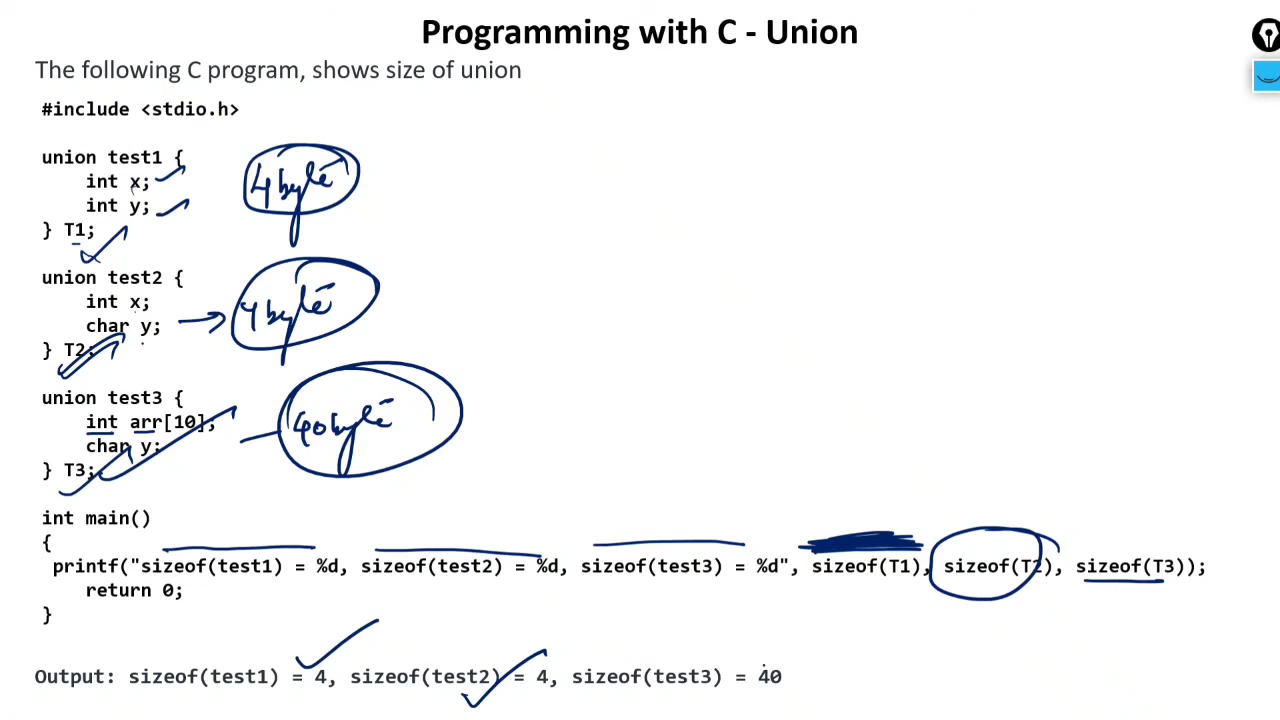 Programming with C - Union
The following C program, shows size of union
#include <stdio.h>
union test1 {
int x;
int y;
} T1;
4 byte
union test2 {
int x;
char y;
} T2;
4 byte
union test3 {
int arr[10];
char y;
} T3;
40 byte
int main()
{
printf("sizeof(test1) = %d, sizeof(test2) = %d, sizeof(test3) = %d", sizeof(T1), sizeof(T2), sizeof(T3));
return 0;
}
Output: sizeof(test1) = 4, sizeof(test2) = 4, sizeof(test3) = 40